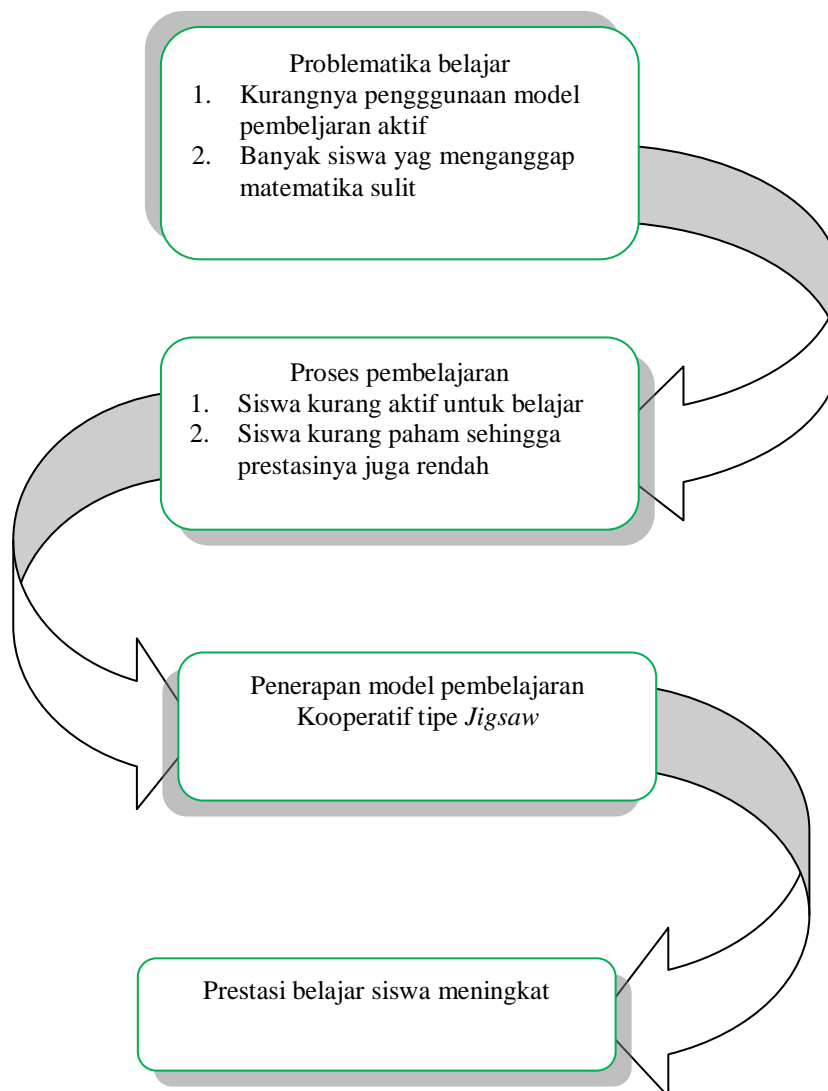 Problematika belajar
1. Kurangnya pengggunaan model
pembeljaran aktif
2. Banyak siswa yag menganggap
matematika sulit
Proses pembelajaran
1. Siswa kurang aktif untuk belajar
2. Siswa kurang paham sehingga
prestasinya juga rendah
Penerapan model pembelajaran
Kooperatif tipe Jigsaw
Prestasi belajar siswa meningkat